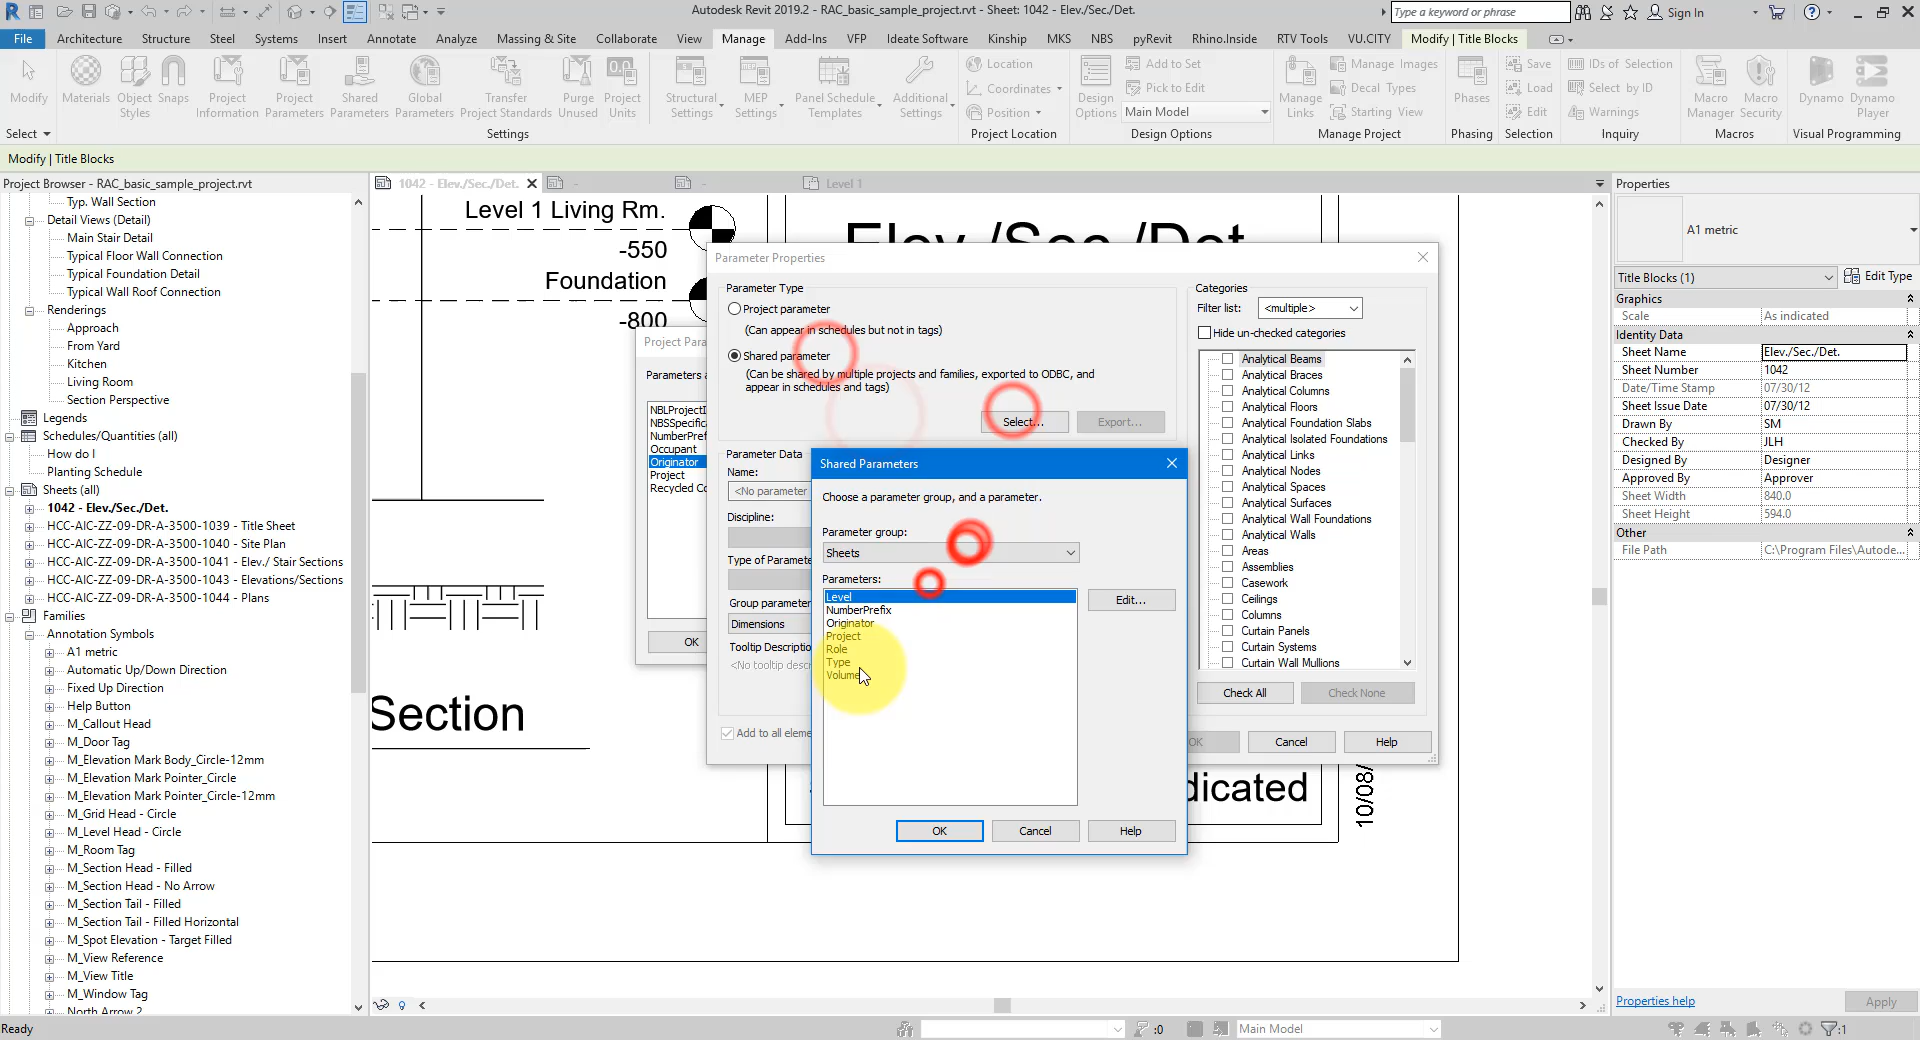 Autodesk Revit 2019.2 - RAC_basic_sample_project.rvt - Sheet: 1042 - Elev./Sec./Det.
Type a keyword or phrase
Sign In
File Architecture Structure Steel Systems Insert Annotate Analyze Massing & Site Collaborate View Manage Add-Ins VFP Ideate Software Kinship MKS NBS pyRevit Rhino.Inside RTV Tools VU.CITY Modify | Title Blocks
Modify
Materials
Object Styles
Snaps
Project Information
Project Parameters
Shared Parameters
Global Parameters
Transfer Project Standards
Purge Unused
Project Units
Structural Settings
MEP Settings
Panel Schedule Templates
Additional Settings
Location
Coordinates
Position
Design Options
Add to Set
Pick to Edit
Main Model
Manage Links
Manage Images
Decal Types
Starting View
Phases
Save
Load
Edit
IDs of Selection
Select by ID
Warnings
Macro Manager
Macro Security
Dynamo
Dynamo Player
Select Settings Project Location Design Options Manage Project Phasing Selection Inquiry Macros Visual Programming
Modify | Title Blocks
Project Browser - RAC_basic_sample_project.rvt
Typ. Wall Section
Detail Views (Detail)
Main Stair Detail
Typical Floor Wall Connection
Typical Foundation Detail
Typical Wall Roof Connection
Renderings
Approach
From Yard
Kitchen
Living Room
Section Perspective
Legends
Schedules/Quantities (all)
How do I
Planting Schedule
Sheets (all)
1042 - Elev./Sec./Det.
HCC-AIC-ZZ-09-DR-A-3500-1039 - Title Sheet
HCC-AIC-ZZ-09-DR-A-3500-1040 - Site Plan
HCC-AIC-ZZ-09-DR-A-3500-1041 - Elev./ Stair Sections
HCC-AIC-ZZ-09-DR-A-3500-1043 - Elevations/Sections
HCC-AIC-ZZ-09-DR-A-3500-1044 - Plans
Families
Annotation Symbols
A1 metric
Automatic Up/Down Direction
Fixed Up Direction
Help Button
M_Callout Head
M_Door Tag
M_Elevation Mark Body_Circle-12mm
M_Elevation Mark Pointer_Circle
M_Elevation Mark Pointer_Circle-12mm
M_Grid Head - Circle
M_Level Head - Circle
M_Room Tag
M_Section Head - Filled
M_Section Head - No Arrow
M_Section Tail - Filled
M_Section Tail - Filled Horizontal
M_Spot Elevation - Target Filled
M_View Reference
M_View Title
M_Window Tag
North Arrow 2
1042 - Elev./Sec./Det.
-
-
Level 1
Level 1 Living Rm.
-550
Foundation
-800
Elev./Sec./Det.
Section
dicated
10/08/
Project Para
Parameters a
NBLProjectI
NBSSpecific
NumberPref
Occupant
Originator
Project
Recycled Co
OK
Parameter Properties
Parameter Type
Project parameter
(Can appear in schedules but not in tags)
Shared parameter
(Can be shared by multiple projects and families, exported to ODBC, and
appear in schedules and tags)
Select...
Export...
Parameter Data
Name:
<No parameter
Discipline:
Type of Paramete
Group parameter
Dimensions
Tooltip Descriptio
<No tooltip desc
Add to all eleme
Categories
Filter list:
<multiple>
Hide un-checked categories
Analytical Beams
Analytical Braces
Analytical Columns
Analytical Floors
Analytical Foundation Slabs
Analytical Isolated Foundations
Analytical Links
Analytical Nodes
Analytical Spaces
Analytical Surfaces
Analytical Wall Foundations
Analytical Walls
Areas
Assemblies
Casework
Ceilings
Columns
Curtain Panels
Curtain Systems
Curtain Wall Mullions
Check All
Check None
OK
Cancel
Help
Shared Parameters
Choose a parameter group, and a parameter.
Parameter group:
Sheets
Parameters:
Level
NumberPrefix
Originator
Project
Role
Type
Volume
Edit...
OK
Cancel
Help
Properties
A1 metric
Title Blocks (1)
Edit Type
Graphics
Scale As indicated
Identity Data
Sheet Name Elev./Sec./Det.
Sheet Number 1042
Date/Time Stamp 07/30/12
Sheet Issue Date 07/30/12
Drawn By SM
Checked By JLH
Designed By Designer
Approved By Approver
Sheet Width 840.0
Sheet Height 594.0
Other
File Path C:\Program Files\Autode...
Properties help
Apply
Ready
:0
Main Model
:1